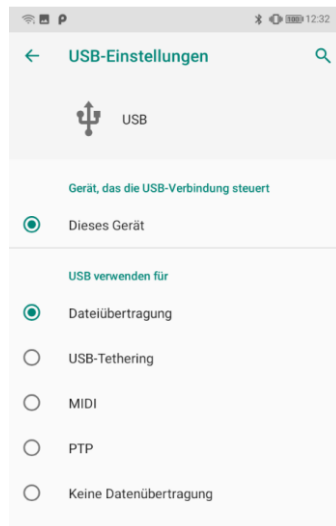 12:32
USB-Einstellungen
USB
Gerät, das die USB-Verbindung steuert
Dieses Gerät
USB verwenden für
Dateiübertragung
USB-Tethering
MIDI
PTP
Keine Datenübertragung